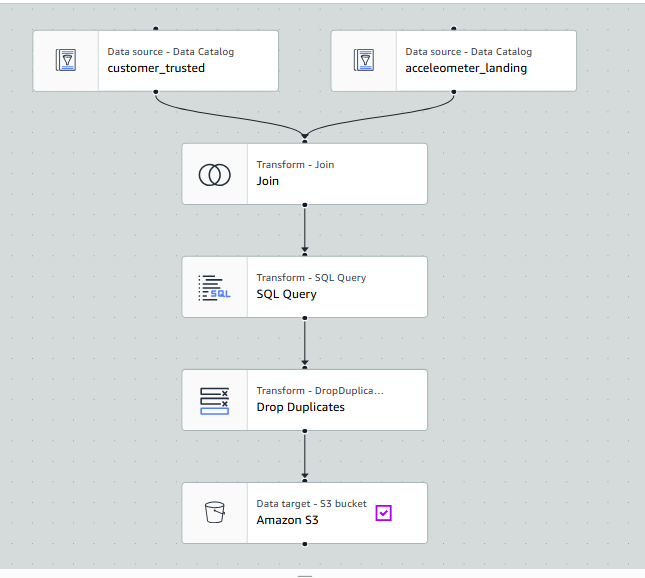 Data source - Data Catalog
customer_trusted
Data source - Data Catalog
acceleometer_landing
Transform - Join
Join
Transform - SQL Query
SQL
SQL Query
Transform - DropDuplica...
Drop Duplicates
Data target - S3 bucket
Amazon S3